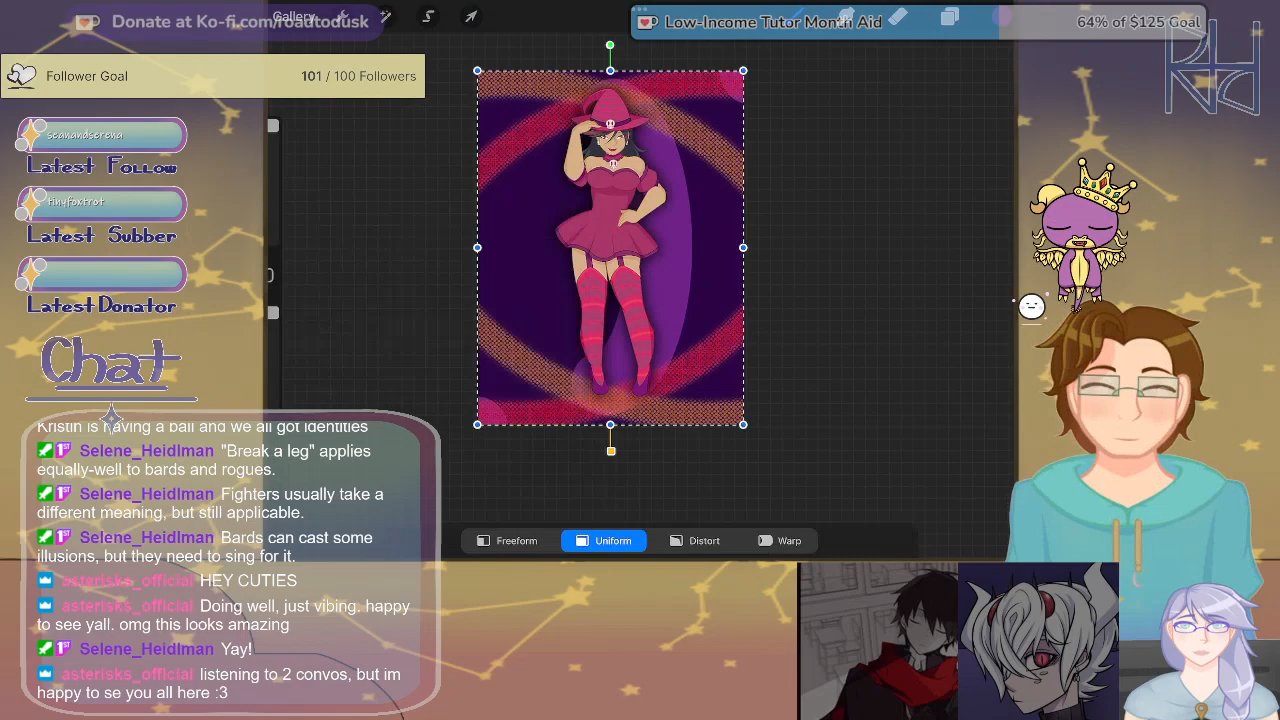 Donate at Ko-fi.com/roadtodusk
Gallery
Low-Income Tutor Month Aid
64% of $125 Goal
Follower Goal
101 / 100 Followers
seanandserena
Latest Follow
tinyfoxtrot
Latest Subber
Latest Donator
Chat
Kristin is having a ball and we all got identities
Selene_Heidlman "Break a leg" applies
equally-well to bards and rogues.
Selene_Heidlman Fighters usually take a
different meaning, but still applicable.
Selene_Heidlman Bards can cast some
illusions, but they need to sing for it.
asterisks_official HEY CUTIES
asterisks_official Doing well, just vibing. happy
to see yall. omg this looks amazing
Selene_Heidlman Yay!
asterisks_official listening to 2 convos, but im
happy to se you all here :3
Freeform
Uniform
Distort
Warp